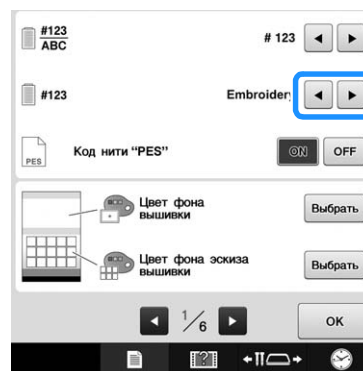 #123
ABC
# 123
#123
Embroider
PES
Код нити "PES"
ON
OFF
Цвет фона
вышивки
Выбрать
Цвет фона эскиза
вышивки
Выбрать
1/6
OK